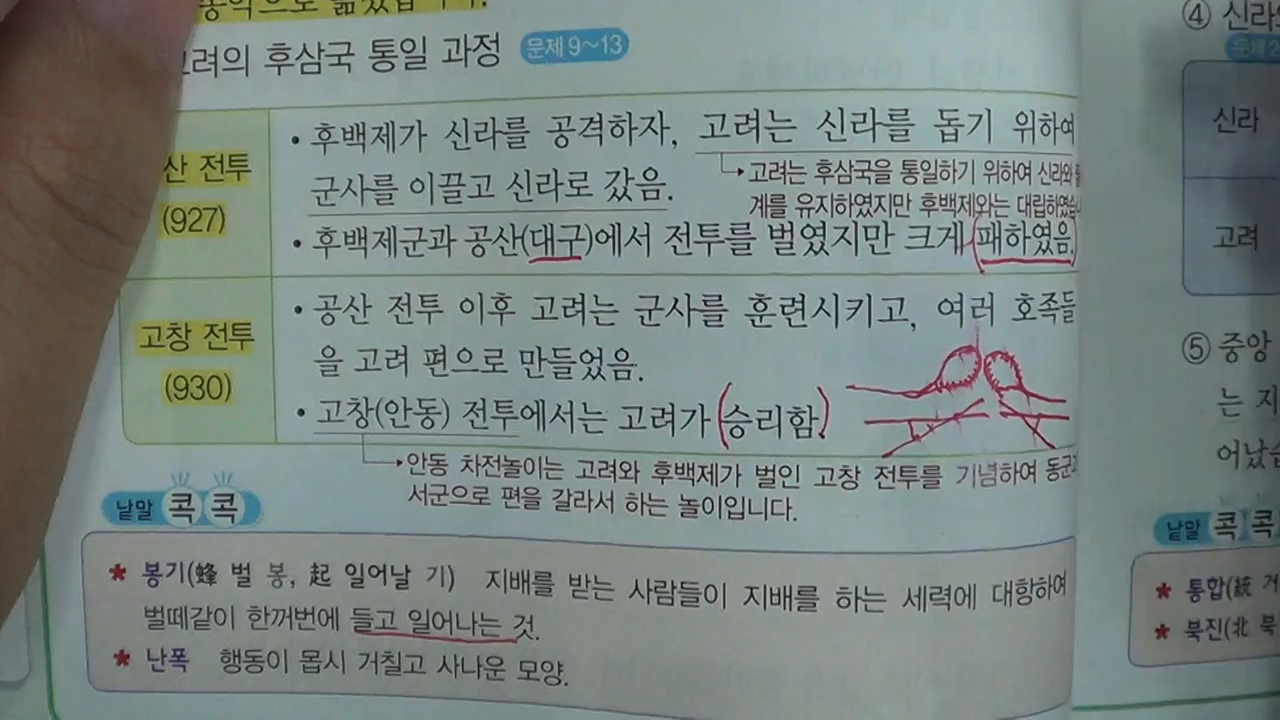 고려의 후삼국 통일 과정 문제 9~13
산 전투
(927)
• 후백제가 신라를 공격하자, 고려는 신라를 돕기 위하여
군사를 이끌고 신라로 갔음.
고려는 후삼국을 통일하기 위하여 신라와
계를 유지하였지만 후백제와는 대립하였습
• 후백제군과 공산(대구)에서 전투를 벌였지만 크게 패하였음.
고창 전투
(930)
• 공산 전투 이후 고려는 군사를 훈련시키고, 여러 호족들
을 고려 편으로 만들었음.
• 고창(안동) 전투에서는 고려가 승리함.
안동 차전놀이는 고려와 후백제가 벌인 고창 전투를 기념하여 동군과
서군으로 편을 갈라서 하는 놀이입니다.
낱말 콕콕
* 봉기(蜂 벌 봉, 起 일어날 기) 지배를 받는 사람들이 지배를 하는 세력에 대항하여
벌떼같이 한꺼번에 들고 일어나는 것.
* 난폭 행동이 몹시 거칠고 사나운 모양.
④ 신라
문제
신라
고려
⑤ 중앙
는 지
어났
낱말 콕콕
* 통합(統
* 북진(北 북